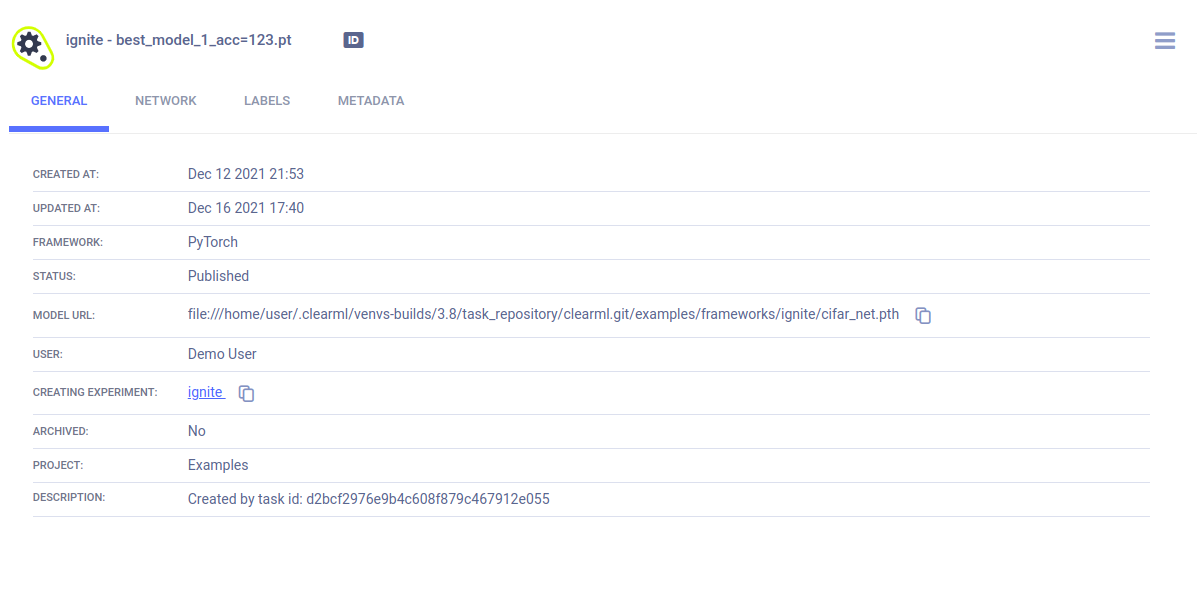 ignite - best_model_1_acc=123.pt ID
GENERAL NETWORK LABELS METADATA
CREATED AT: Dec 12 2021 21:53
UPDATED AT: Dec 16 2021 17:40
FRAMEWORK: PyTorch
STATUS: Published
MODEL URL: file:///home/user/.clearml/venvs-builds/3.8/task_repository/clearml.git/examples/frameworks/ignite/cifar_net.pth
USER: Demo User
CREATING EXPERIMENT: ignite
ARCHIVED: No
PROJECT: Examples
DESCRIPTION: Created by task id: d2bcf2976e9b4c608f879c467912e055